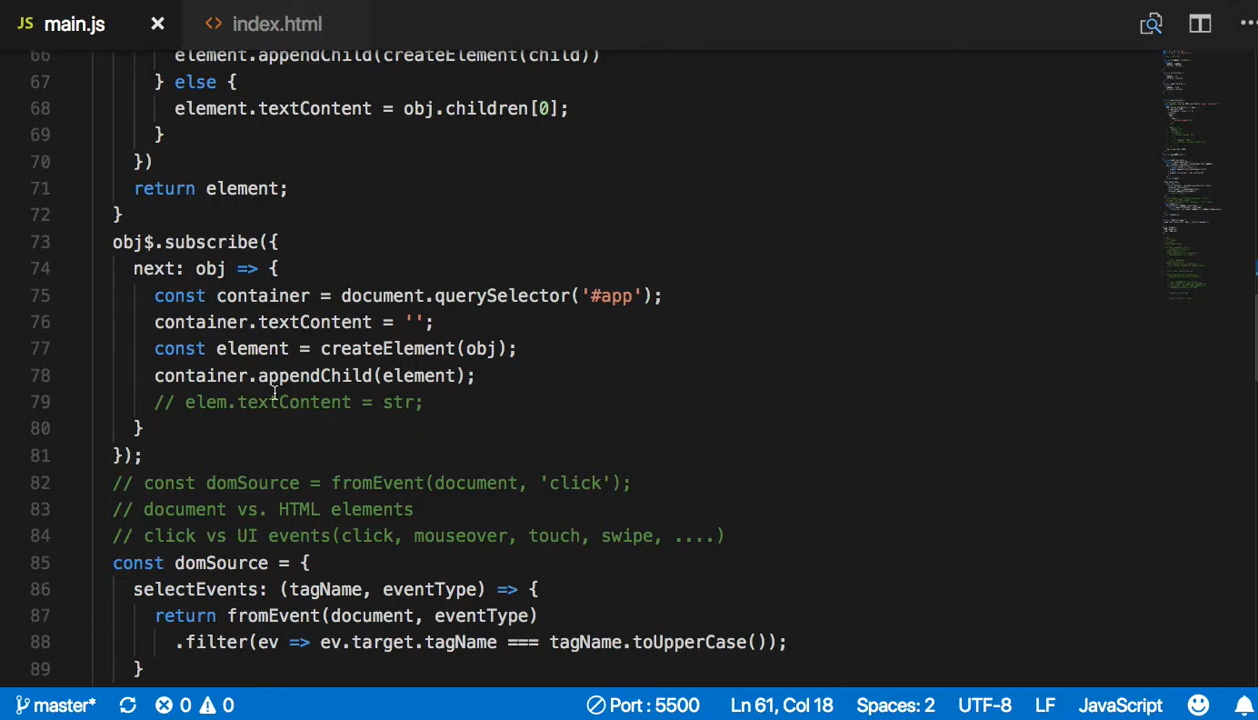 JS main.js × <> index.html
66 element.appendChild(createElement(child))
67 } else {
68 element.textContent = obj.children[0];
69 }
70 })
71 return element;
72 }
73 obj$.subscribe({
74 next: obj => {
75 const container = document.querySelector('#app');
76 container.textContent = '';
77 const element = createElement(obj);
78 container.appendChild(element);
79 // elem.textContent = str;
80 }
81 });
82 // const domSource = fromEvent(document, 'click');
83 // document vs. HTML elements
84 // click vs UI events(click, mouseover, touch, swipe, ....)
85 const domSource = {
86 selectEvents: (tagName, eventType) => {
87 return fromEvent(document, eventType)
88 .filter(ev => ev.target.tagName === tagName.toUpperCase());
89 }
master* 0 0 Port : 5500 Ln 61, Col 18 Spaces: 2 UTF-8 LF JavaScript